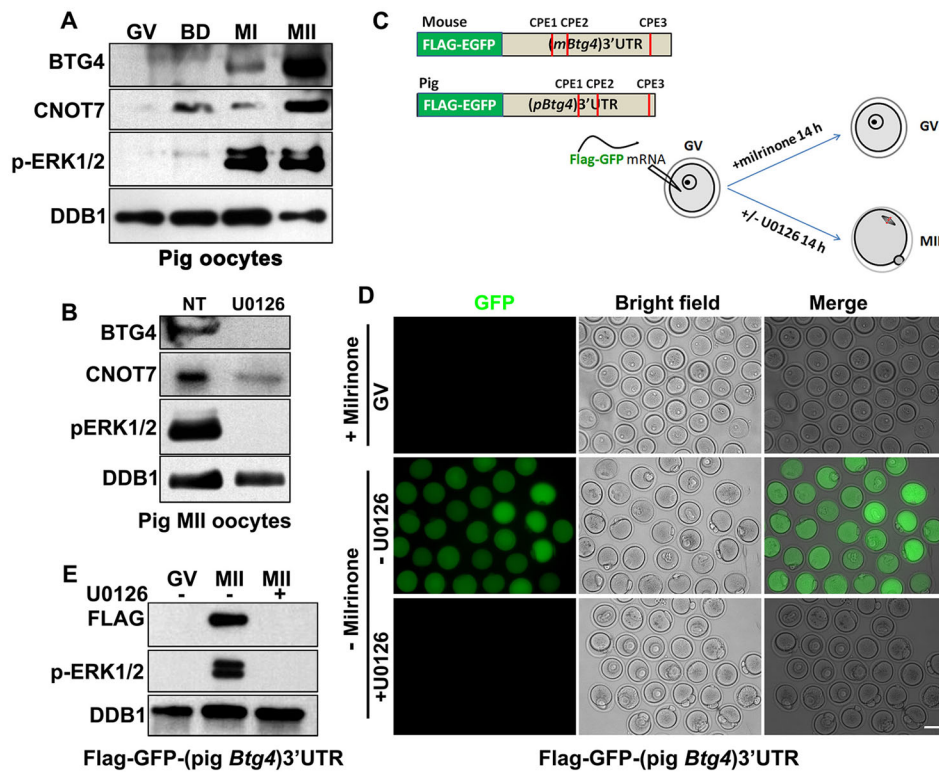 A
GV BD MI MII
BTG4
CNOT7
p-ERK1/2
DDB1
Pig oocytes
B
NT U0126
BTG4
CNOT7
pERK1/2
DDB1
Pig MII oocytes
C
Mouse
CPE1 CPE2 CPE3
FLAG-EGFP (mBtg4)3'UTR
Pig
CPE1 CPE2 CPE3
FLAG-EGFP (pBtg4)3'UTR
Flag-GFP mRNA
GV
+milrinone 14 h
GV
+/- U0126 14 h
MII
D
GFP Bright field Merge
+ Milrinone
GV
- Milrinone
- U0126
+U0126
Flag-GFP-(pig Btg4)3'UTR
E
GV MII MII
U0126 - - +
FLAG
p-ERK1/2
DDB1
Flag-GFP-(pig Btg4)3'UTR